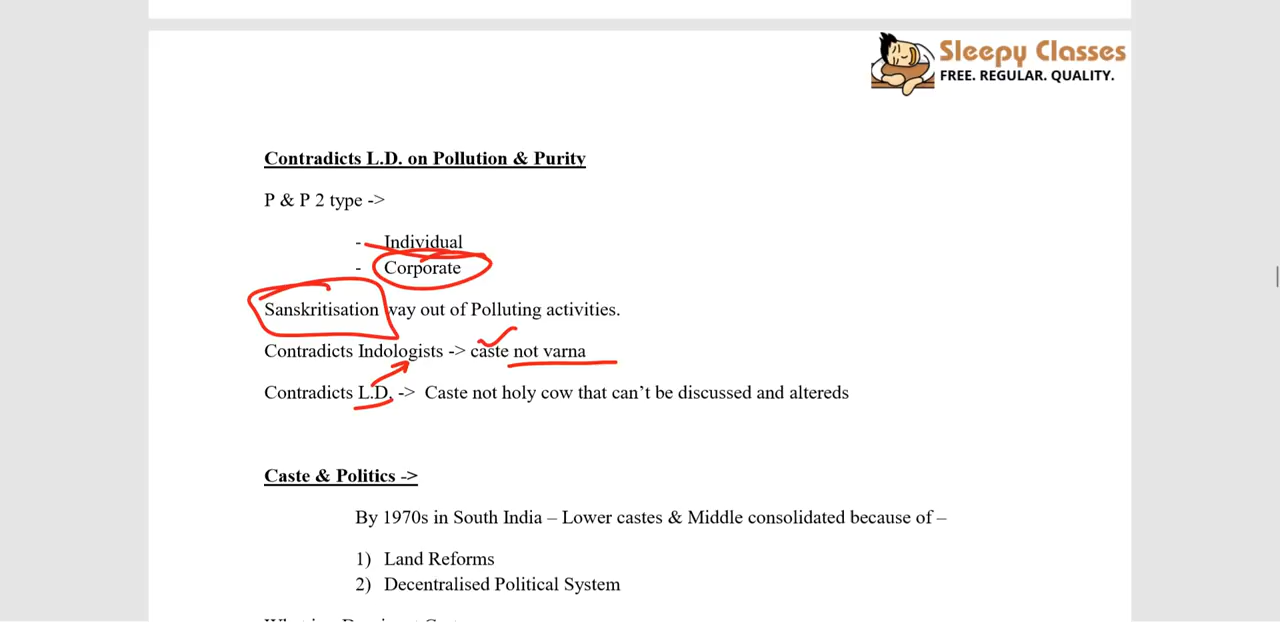 Sleepy Classes
FREE. REGULAR. QUALITY.
Contradicts L.D. on Pollution & Purity
P & P 2 type ->
- Individual
- Corporate
Sanskritisation way out of Polluting activities.
Contradicts Indologists -> caste not varna
Contradicts L.D. -> Caste not holy cow that can't be discussed and altereds
Caste & Politics ->
By 1970s in South India – Lower castes & Middle consolidated because of –
1) Land Reforms
2) Decentralised Political System